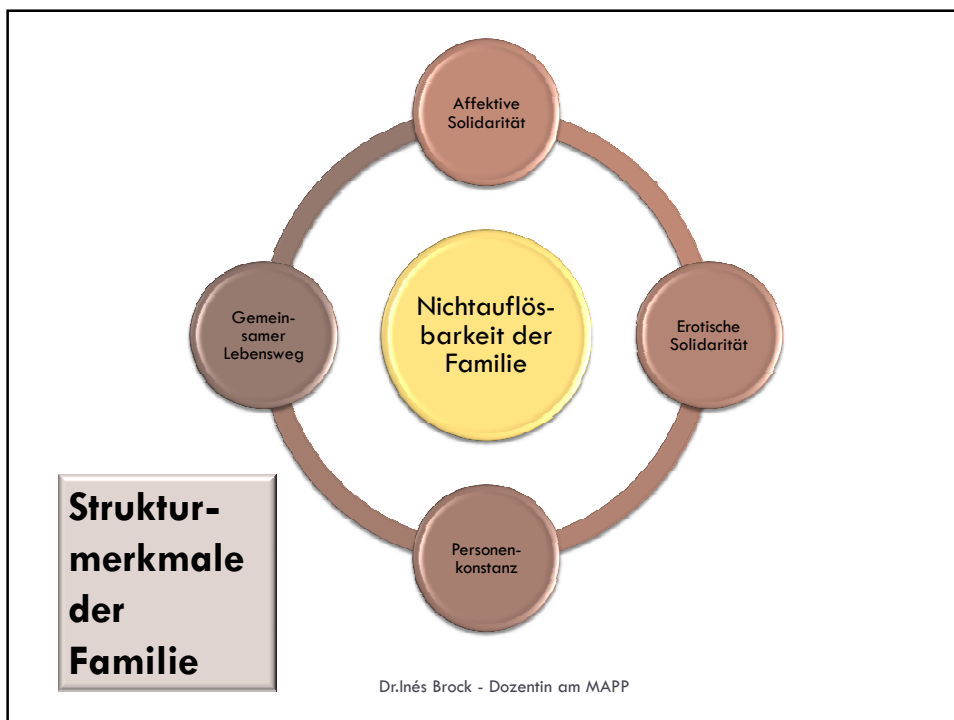 Affektive
Solidarität
Nichtauflös-
barkeit der
Familie
Gemein-
samer
Lebensweg
Erotische
Solidarität
Personen-
konstanz
Struktur-
merkmale
der
Familie
Dr.Inés Brock - Dozentin am MAPP